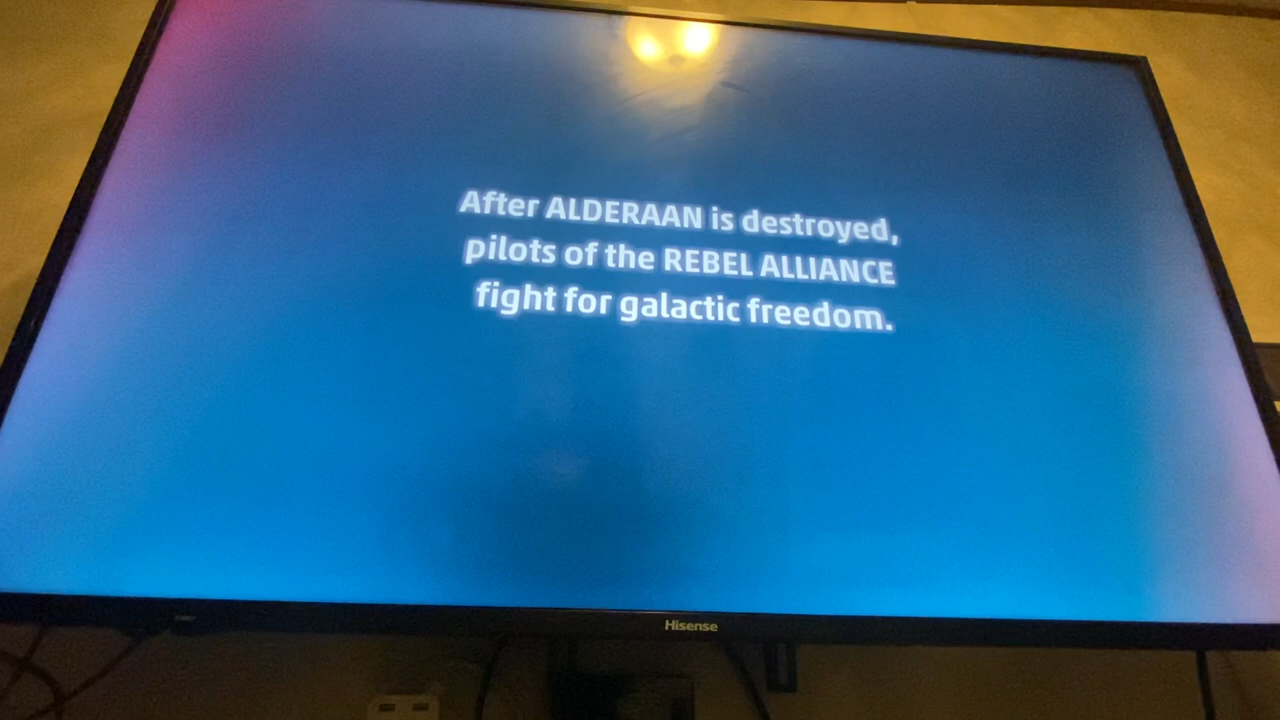 After ALDERAAN is destroyed,
pilots of the REBEL ALLIANCE
fight for galactic freedom.
Hisense